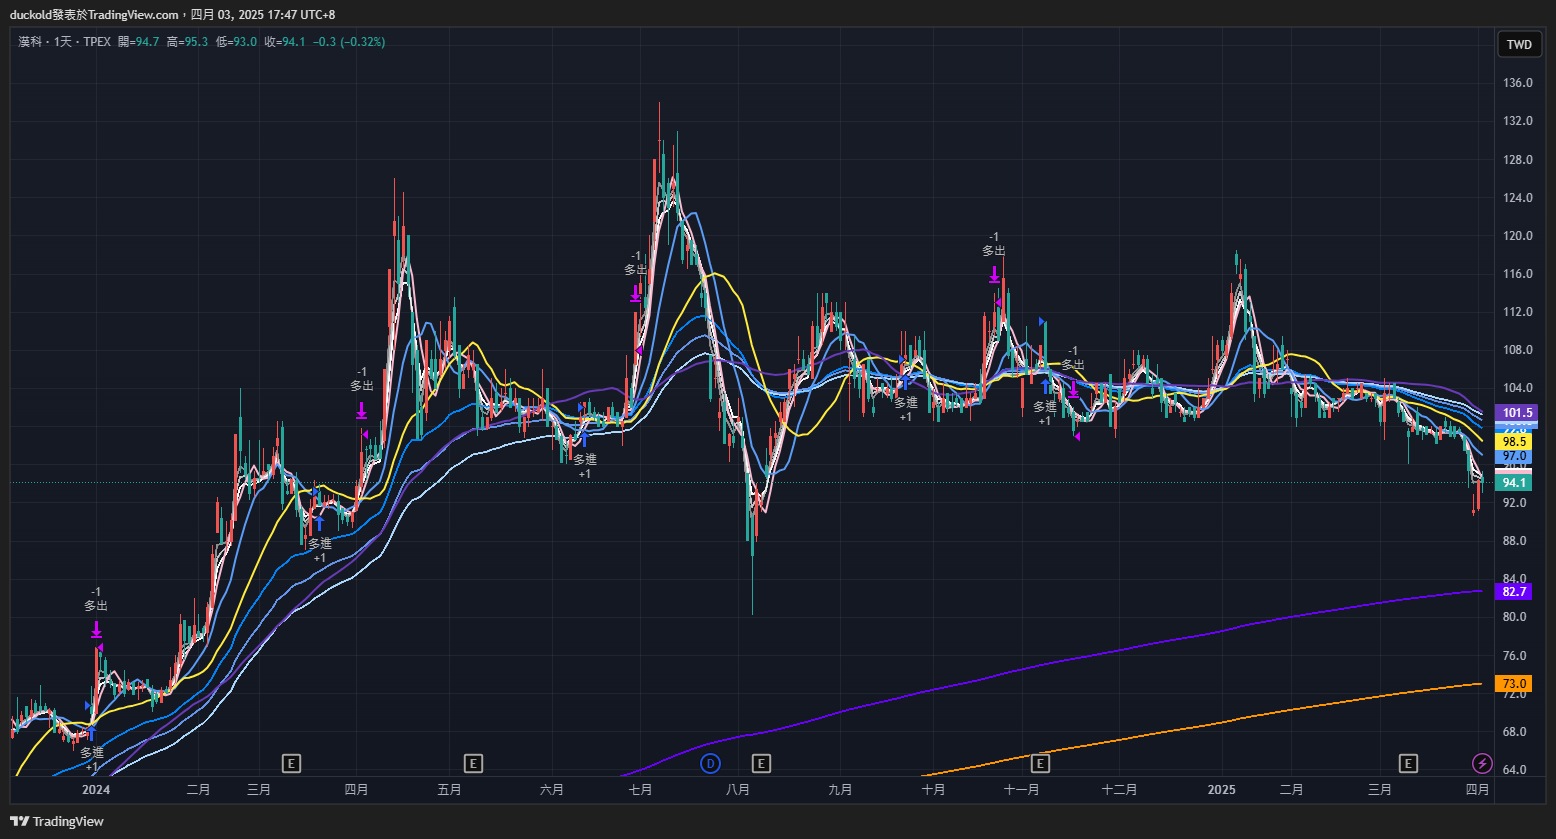 duckold發表於TradingView.com，四月 03, 2025 17:47 UTC+8
漢科 · 1天 · TPEX 開=94.7 高=95.3 低=93.0 收=94.1 −0.3 (−0.32%)
TWD
136.0
132.0
128.0
124.0
120.0
116.0
112.0
108.0
104.0
101.5
98.5
97.0
94.1
92.0
88.0
84.0
82.7
80.0
76.0
73.0
72.0
68.0
64.0
-1
多出
多進
+1
多進
+1
-1
多出
多進
+1
-1
多出
多進
+1
-1
多出
多進
+1
-1
多出
E
E
D
E
E
E
2024
二月
三月
四月
五月
六月
七月
八月
九月
十月
十一月
十二月
2025
二月
三月
四月
TradingView